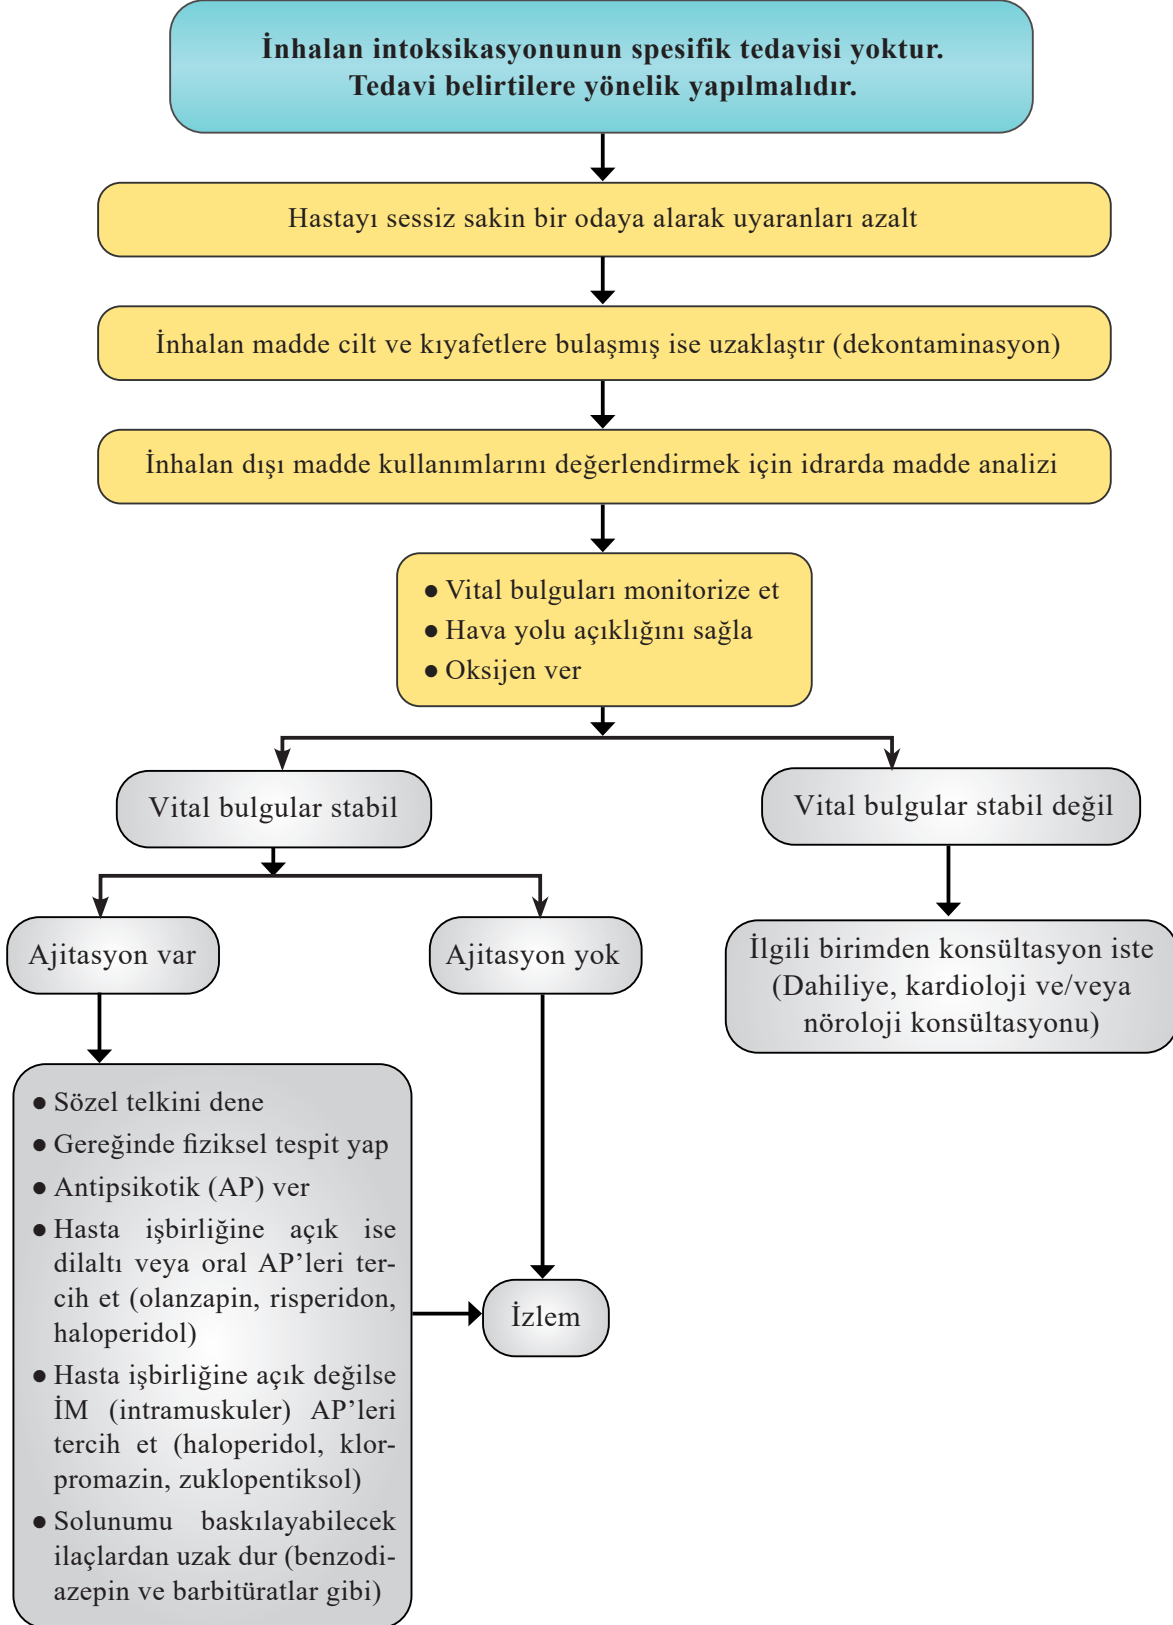 İnhalan intoksikasyonunun spesifik tedavisi yoktur.
Tedavi belirtilere yönelik yapılmalıdır.
Hastayı sessiz sakin bir odaya alarak uyaranları azalt
İnhalan madde cilt ve kıyafetlere bulaşmış ise uzaklaştır (dekontaminasyon)
İnhalan dışı madde kullanımlarını değerlendirmek için idrarda madde analizi
● Vital bulguları monitorize et
● Hava yolu açıklığını sağla
● Oksijen ver
Vital bulgular stabil
Vital bulgular stabil değil
Ajitasyon var
Ajitasyon yok
İlgili birimden konsültasyon iste
(Dahiliye, kardioloji ve/veya
nöroloji konsültasyonu)
● Sözel telkini dene
● Gereğinde fiziksel tespit yap
● Antipsikotik (AP) ver
● Hasta işbirliğine açık ise
dilaltı veya oral AP’leri ter-
cih et (olanzapin, risperidon,
haloperidol)
● Hasta işbirliğine açık değilse
İM (intramuskuler) AP’leri
tercih et (haloperidol, klor-
promazin, zuklopentiksol)
● Solunumu baskılayabilecek
ilaçlardan uzak dur (benzodi-
azepin ve barbitüratlar gibi)
İzlem